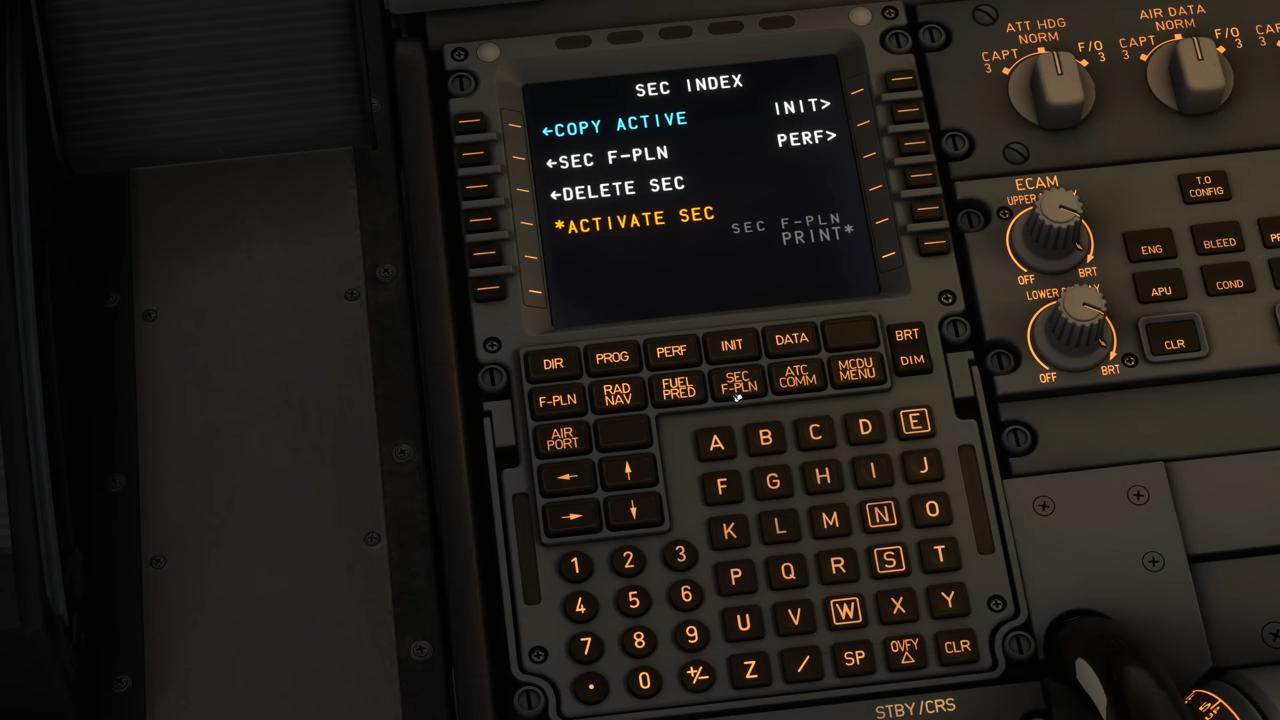 SEC INDEX
←COPY ACTIVE INIT>
←SEC F-PLN PERF>
←DELETE SEC
*ACTIVATE SEC SEC F-PLN
PRINT*
DIR PROG PERF INIT DATA BRT
DIM
F-PLN RAD NAV FUEL PRED SEC F-PLN ATC COMM MCDU MENU
AIR PORT
← ↑
→ ↓
A B C D E
F G H I J
K L M N O
P Q R S T
U V W X Y
Z / SP OVFY △ CLR
1 2 3
4 5 6
7 8 9
. 0 +/-
ATT HDG
NORM
CAPT
3
F/O
3
AIR DATA
NORM
CAPT
3
F/O
3
ECAM
OFF BRT
OFF BRT
T.O
CONFIG
ENG BLEED
APU COND
CLR
STBY/CRS